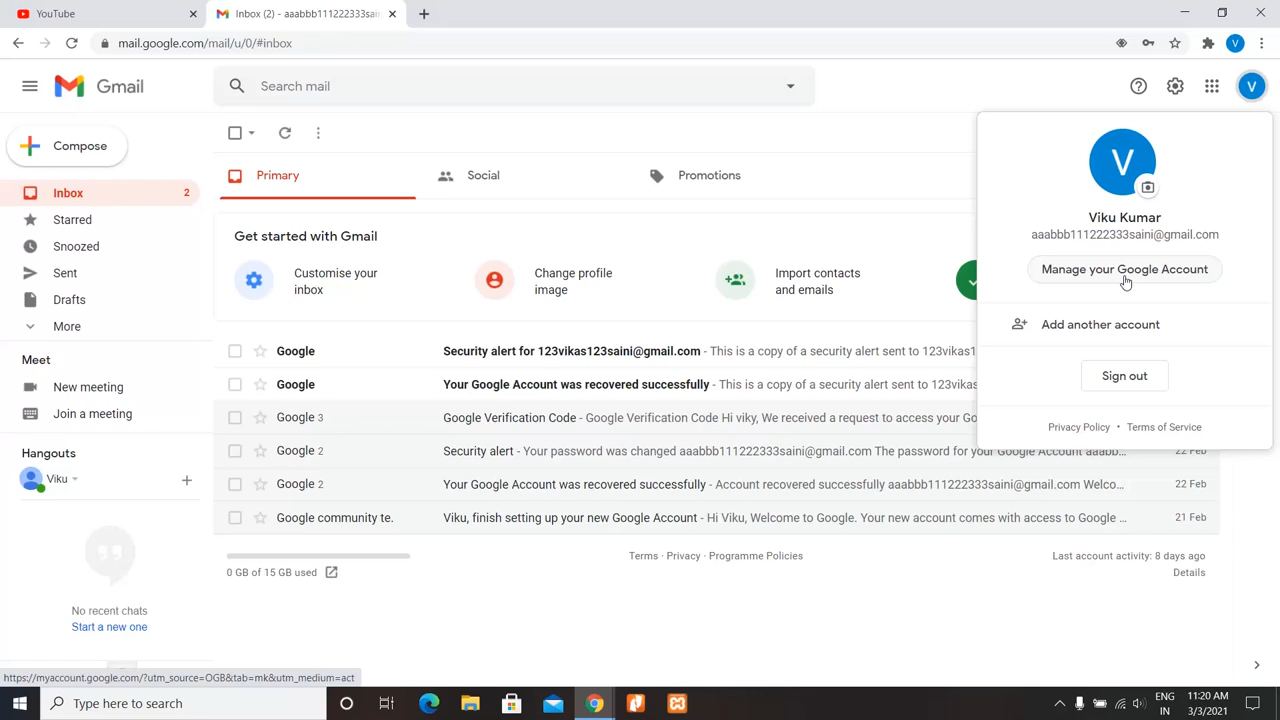 YouTube
Inbox (2) - aaabbb111222333sain
mail.google.com/mail/u/0/#inbox
V
Gmail
Search mail
V
Compose
Inbox 2
Starred
Snoozed
Sent
Drafts
More
Meet
New meeting
Join a meeting
Hangouts
Viku
No recent chats
Start a new one
Primary
Social
Promotions
Get started with Gmail
Customise your
inbox
Change profile
image
Import contacts
and emails
Google Security alert for 123vikas123saini@gmail.com - This is a copy of a security alert sent to 123vikas1
Google Your Google Account was recovered successfully - This is a copy of a security alert sent to 123vikas
Google 3 Google Verification Code - Google Verification Code Hi viky, We received a request to access your Go
Google 2 Security alert - Your password was changed aaabbb111222333saini@gmail.com The password for your Google Account aaabb... 22 Feb
Google 2 Your Google Account was recovered successfully - Account recovered successfully aaabbb111222333saini@gmail.com Welco... 22 Feb
Google community te. Viku, finish setting up your new Google Account - Hi Viku, Welcome to Google. Your new account comes with access to Google ... 21 Feb
Terms · Privacy · Programme Policies
Last account activity: 8 days ago
0 GB of 15 GB used
Details
V
Viku Kumar
aaabbb111222333saini@gmail.com
Manage your Google Account
Add another account
Sign out
Privacy Policy • Terms of Service
https://myaccount.google.com/?utm_source=OGB&tab=mk&utm_medium=act
Type here to search
ENG
IN
11:20 AM
3/3/2021